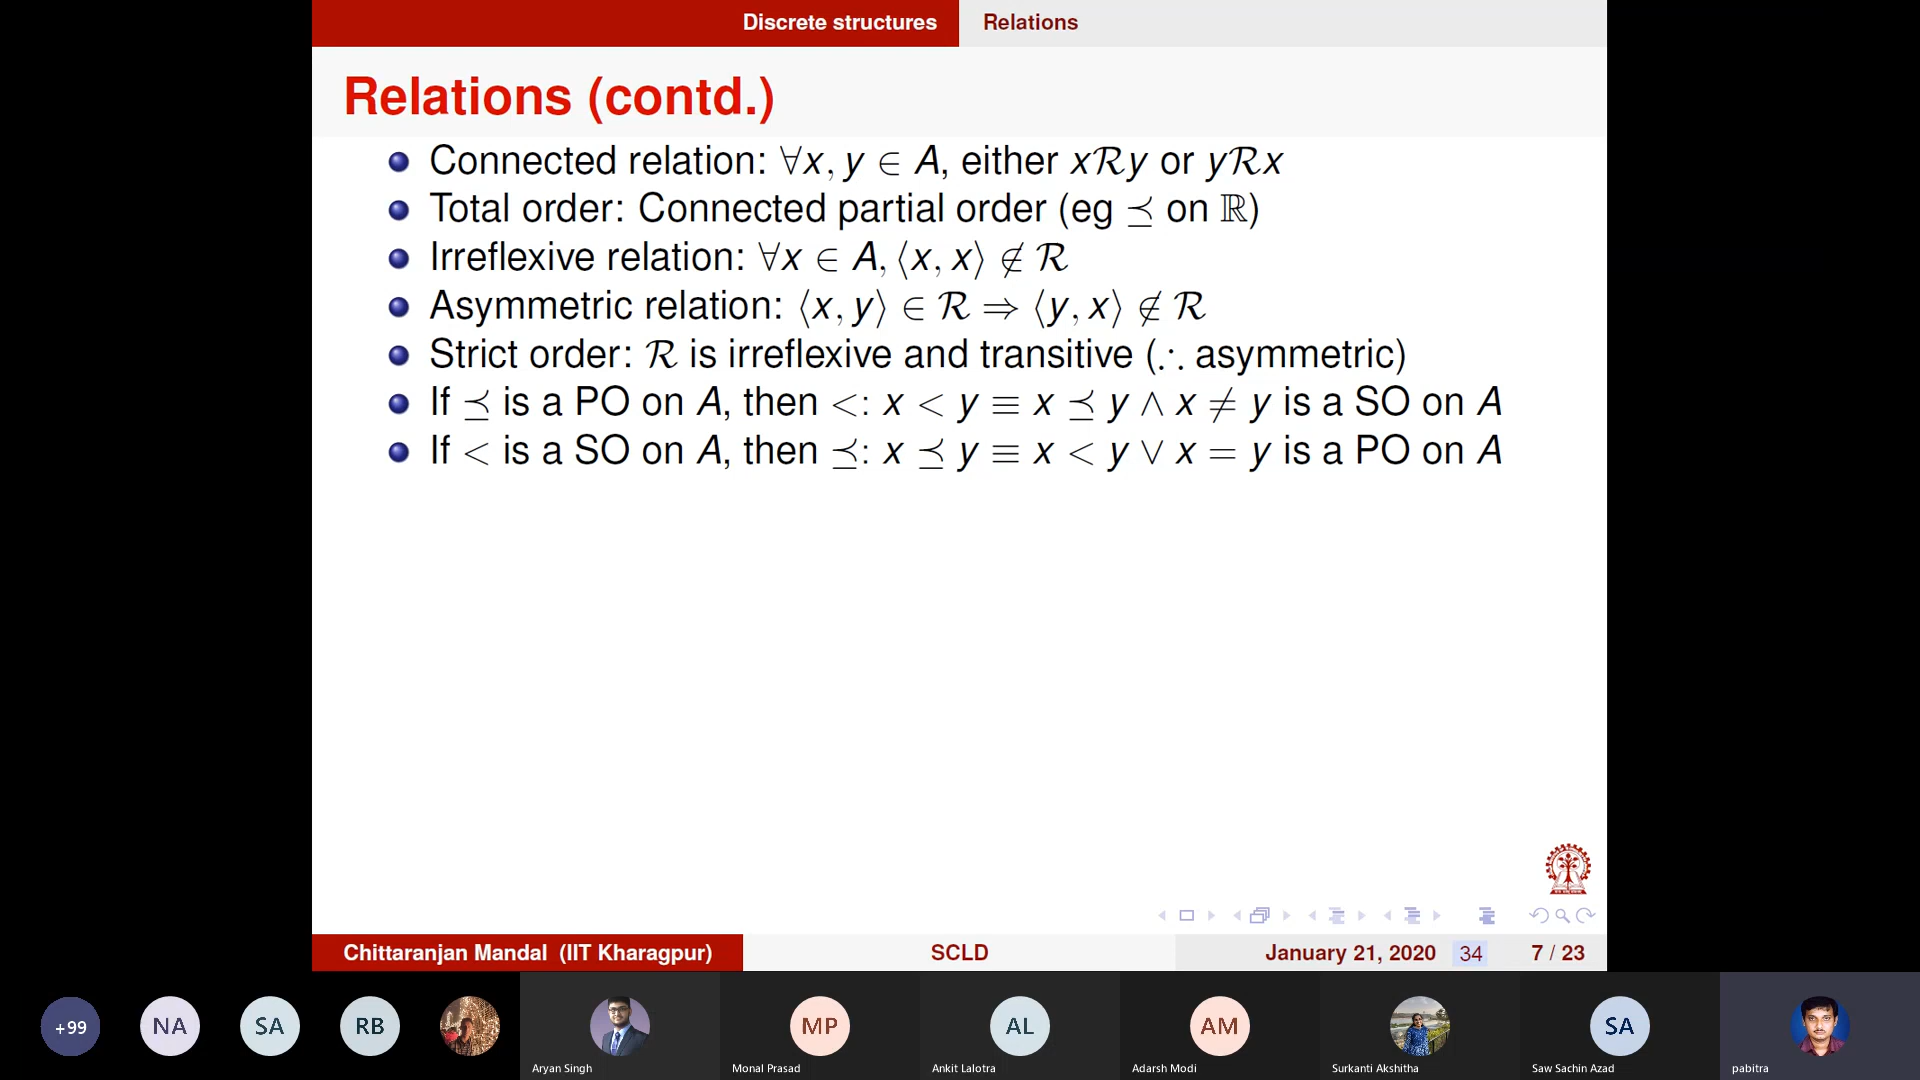 Discrete structures Relations
Relations (contd.)
Connected relation: ∀x, y ∈ A, either xℛy or yℛx
Total order: Connected partial order (eg ⪯ on ℝ)
Irreflexive relation: ∀x ∈ A, ⟨x, x⟩ ∉ ℛ
Asymmetric relation: ⟨x, y⟩ ∈ ℛ ⇒ ⟨y, x⟩ ∉ ℛ
Strict order: ℛ is irreflexive and transitive (∴ asymmetric)
If ⪯ is a PO on A, then <: x < y ≡ x ⪯ y ∧ x ≠ y is a SO on A
If < is a SO on A, then ⪯: x ⪯ y ≡ x < y ∨ x = y is a PO on A
Chittaranjan Mandal (IIT Kharagpur) SCLD January 21, 2020 34 7 / 23
+99 NA SA RB MP AL AM SA
Aryan Singh Monal Prasad Ankit Lalotra Adarsh Modi Surkanti Akshitha Saw Sachin Azad pabitra